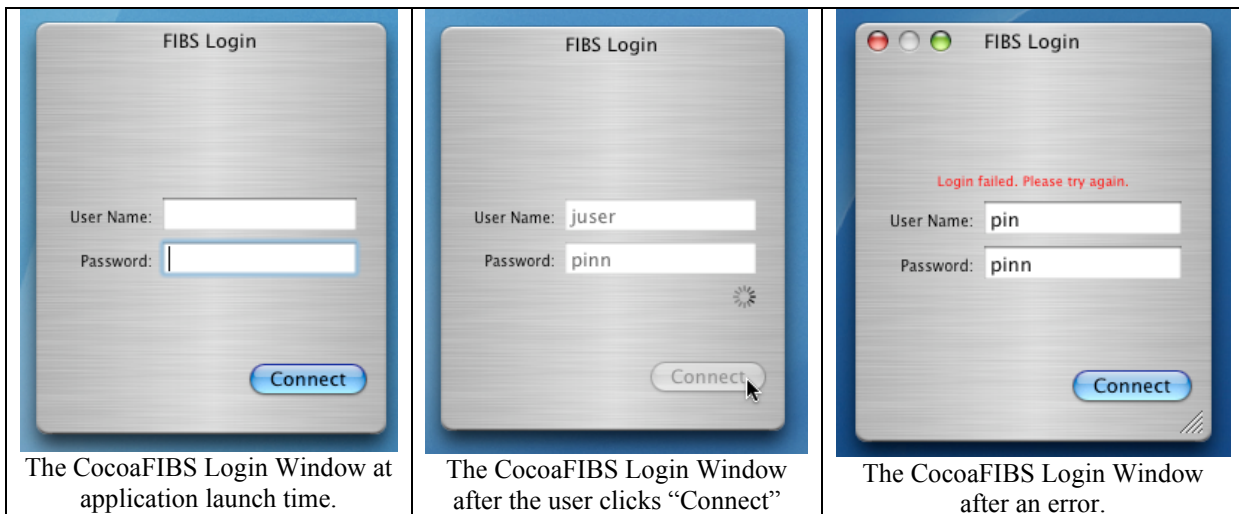 FIBS Login
User Name:
Password:
Connect
The CocoaFIBS Login Window at
application launch time.
FIBS Login
User Name: juser
Password: pinn
Connect
The CocoaFIBS Login Window
after the user clicks “Connect”
FIBS Login
Login failed. Please try again.
User Name: pin
Password: pinn
Connect
The CocoaFIBS Login Window
after an error.